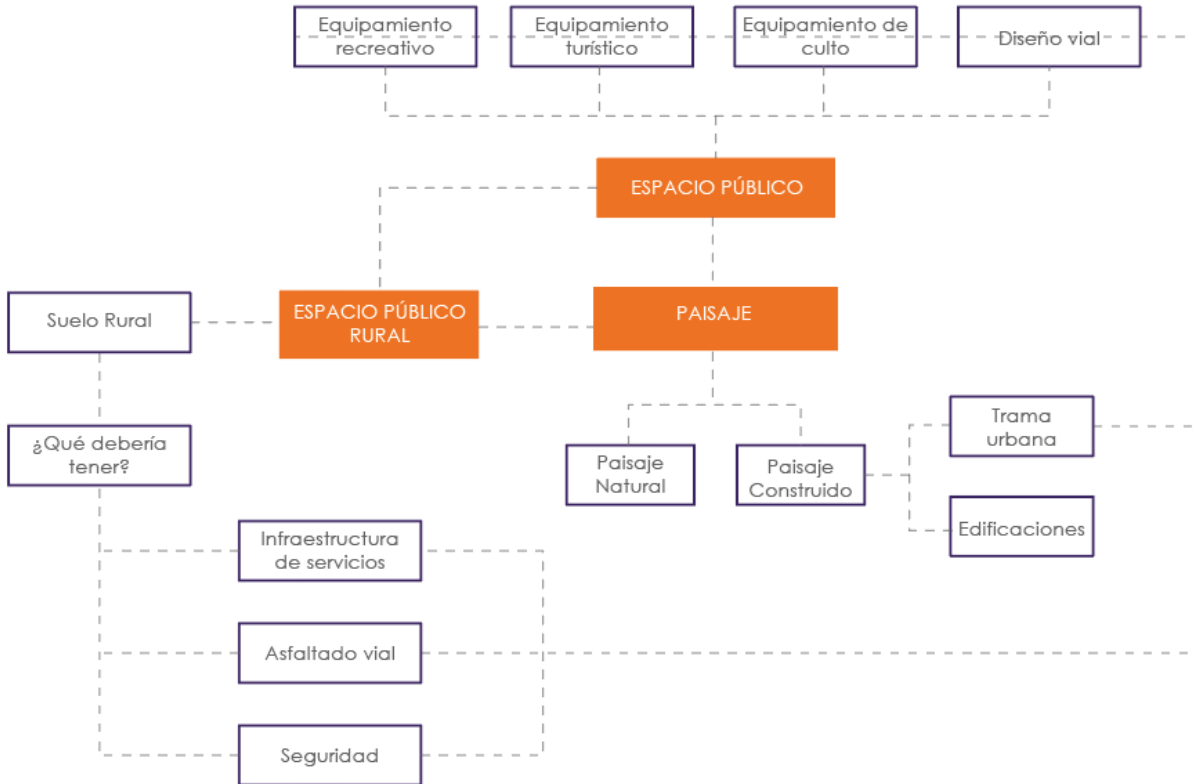 Equipamiento
recreativo
Equipamiento
turístico
Equipamiento de
culto
Diseño vial
ESPACIO PÚBLICO
Suelo Rural
ESPACIO PÚBLICO
RURAL
PAISAJE
¿Qué debería
tener?
Paisaje
Natural
Paisaje
Construido
Trama
urbana
Edificaciones
Infraestructura
de servicios
Asfaltado vial
Seguridad